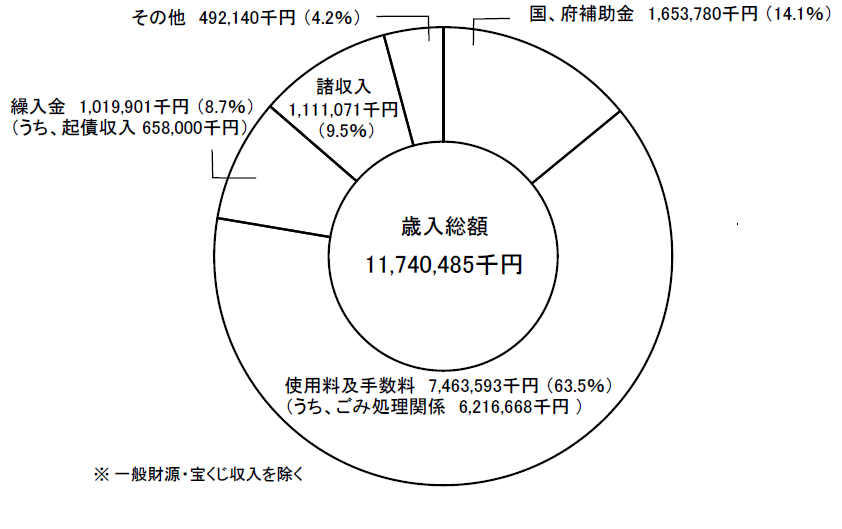 その他 492,140千円(4.2%)
国、府補助金 1,653,780千円(14.1%)
諸収入
1,111,071千円
(9.5%)
繰入金 1,019,901千円(8.7%)
(うち、起債収入 658,000千円)
歳入総額
11,740,485千円
使用料及手数料 7,463,593千円(63.5%)
(うち、ごみ処理関係 6,216,668千円 )
※ 一般財源・宝くじ収入を除く